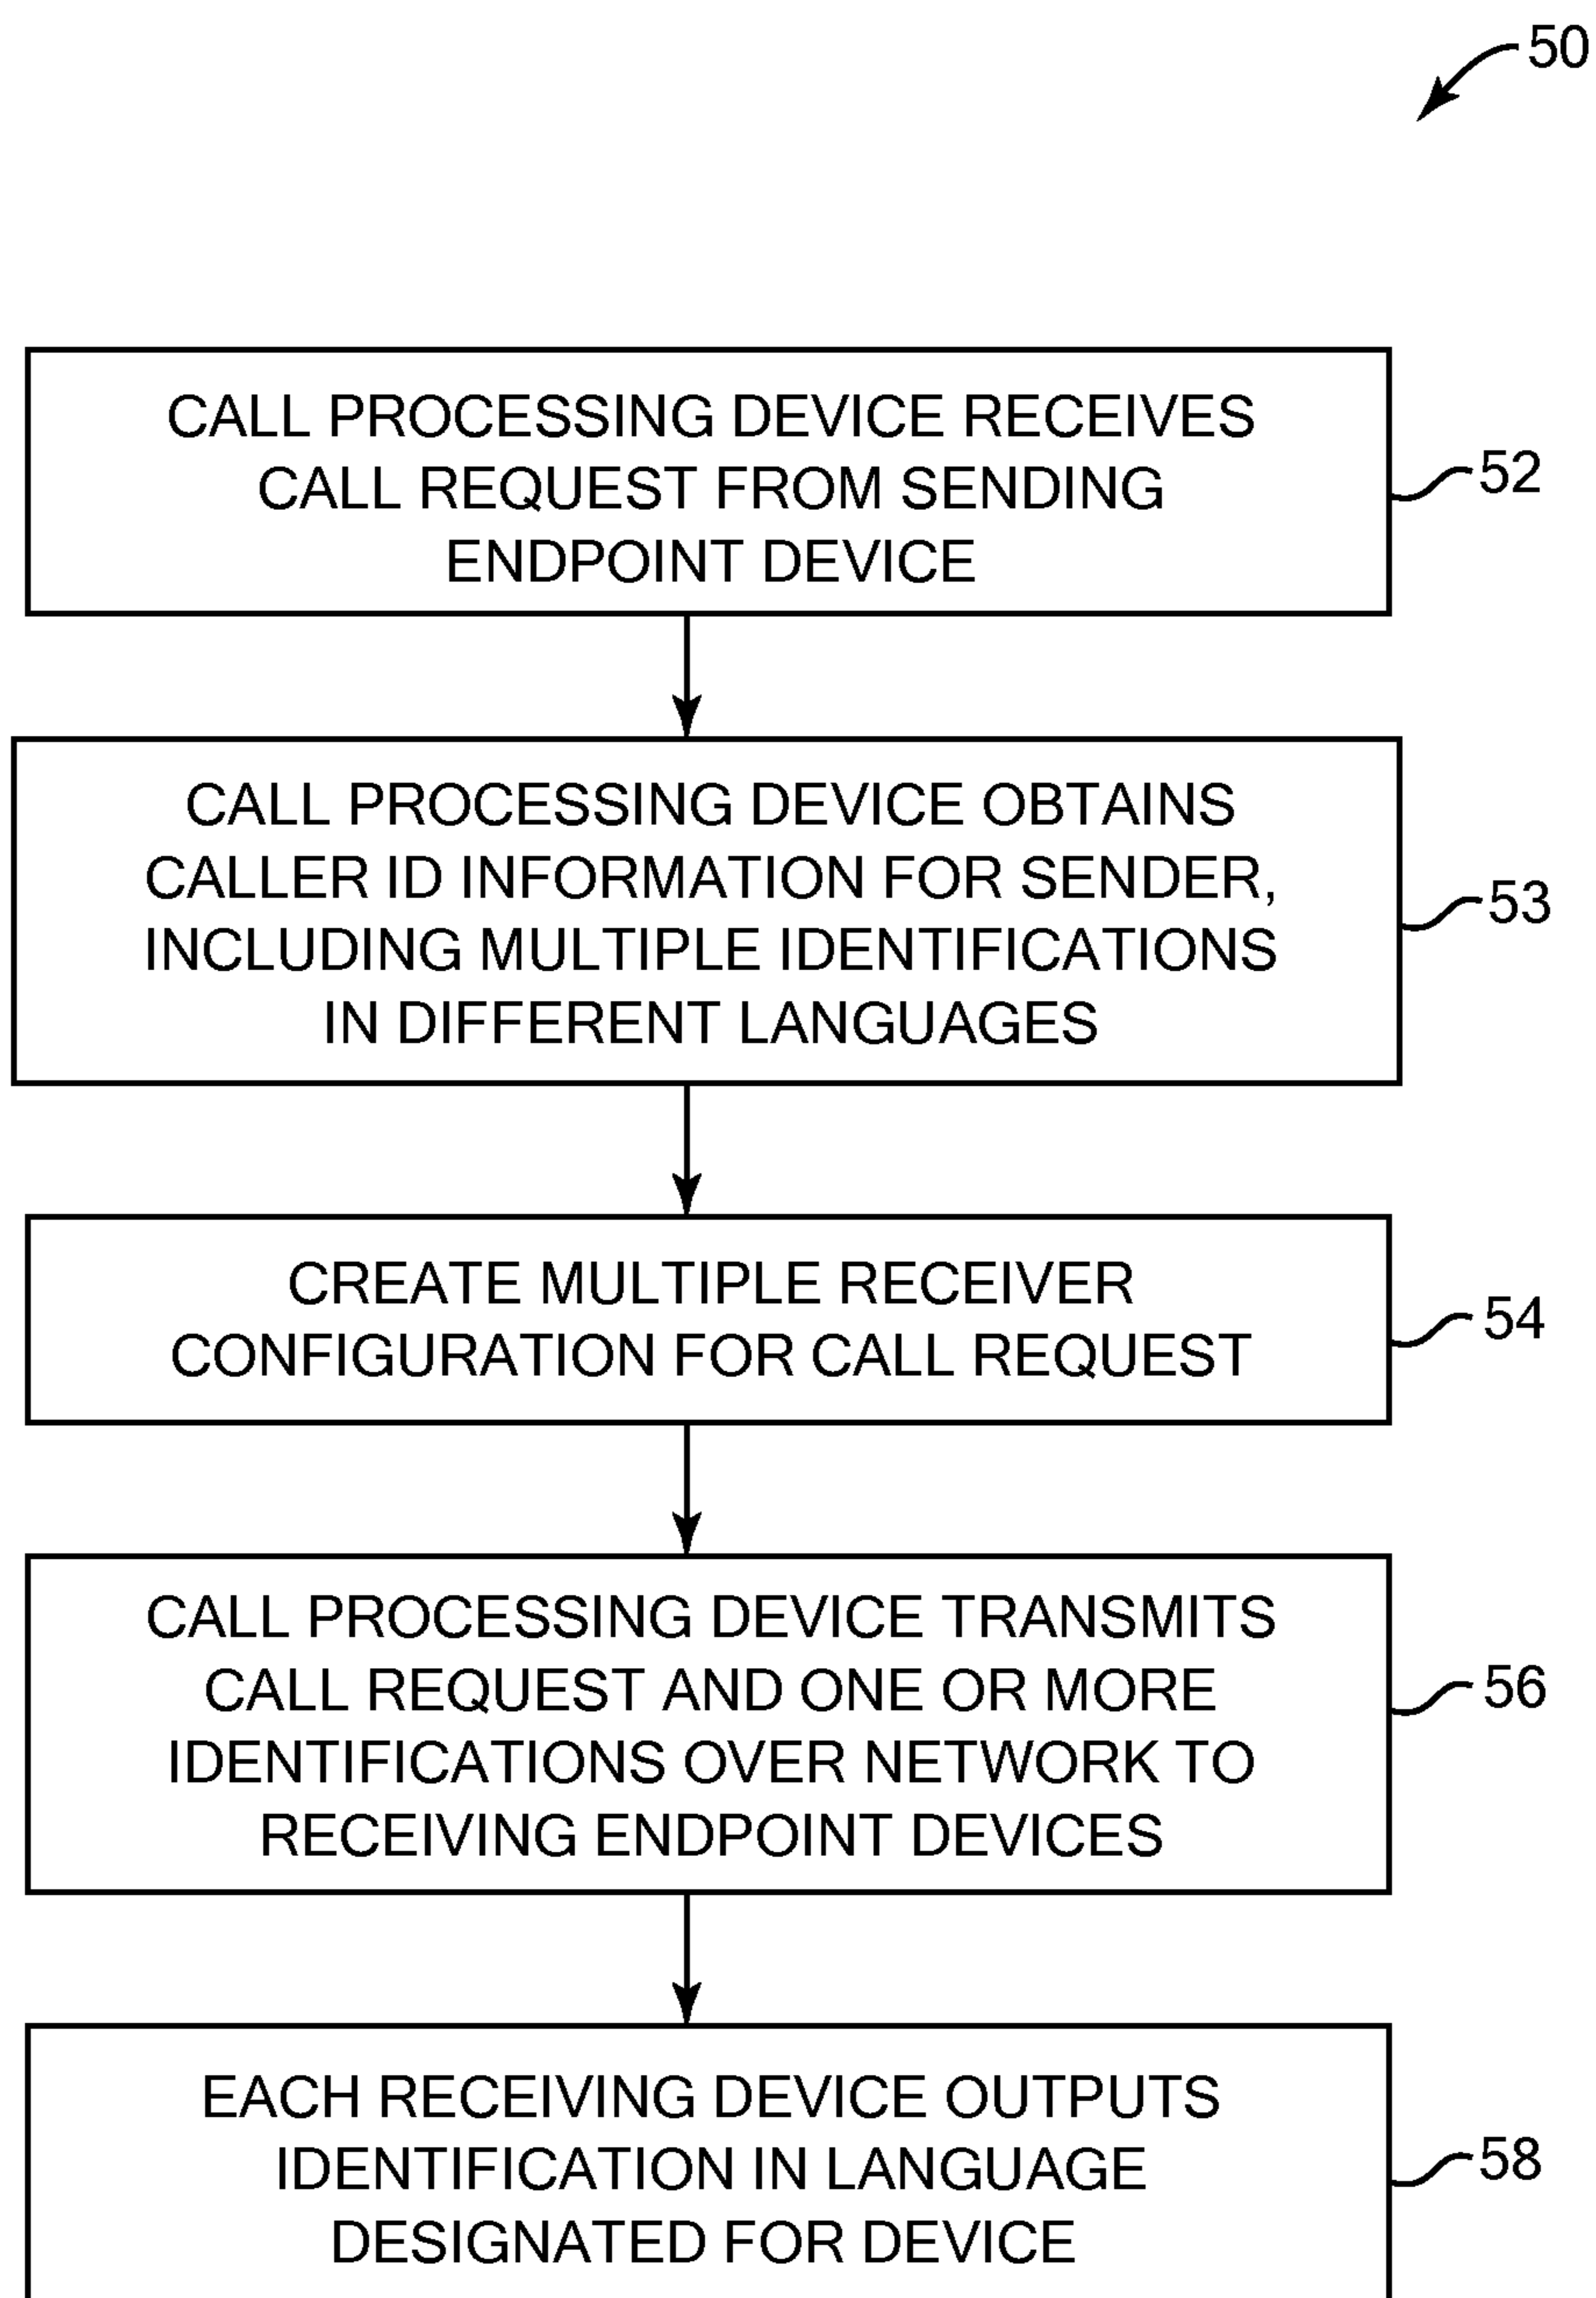 50
CALL PROCESSING DEVICE RECEIVES
CALL REQUEST FROM SENDING
ENDPOINT DEVICE
52
CALL PROCESSING DEVICE OBTAINS
CALLER ID INFORMATION FOR SENDER,
INCLUDING MULTIPLE IDENTIFICATIONS
IN DIFFERENT LANGUAGES
53
CREATE MULTIPLE RECEIVER
CONFIGURATION FOR CALL REQUEST
54
CALL PROCESSING DEVICE TRANSMITS
CALL REQUEST AND ONE OR MORE
IDENTIFICATIONS OVER NETWORK TO
RECEIVING ENDPOINT DEVICES
56
EACH RECEIVING DEVICE OUTPUTS
IDENTIFICATION IN LANGUAGE
DESIGNATED FOR DEVICE
58